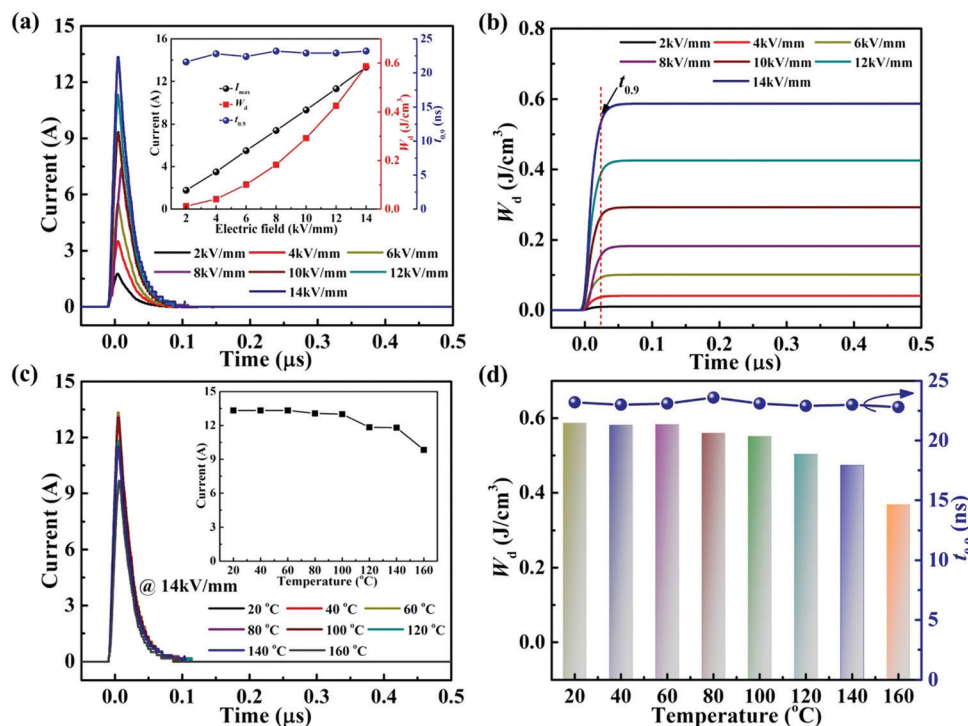 (a)
15
12
9
6
3
0
Current (A)
0.0 0.1 0.2 0.3 0.4 0.5
Time (μs)
16
12
8
4
0
Current (A)
2 4 6 8 10 12 14
Electric field (kV/mm)
Imax
Wd
t0.9
0.6
0.4
0.2
0.0
Wd (J/cm3)
25
20
15
10
5
0
t0.9 (ns)
2kV/mm 4kV/mm 6kV/mm
8kV/mm 10kV/mm 12kV/mm
14kV/mm
(b)
2kV/mm 4kV/mm 6kV/mm
8kV/mm 10kV/mm 12kV/mm
14kV/mm
t0.9
0.8
0.6
0.4
0.2
0.0
Wd (J/cm3)
0.0 0.1 0.2 0.3 0.4 0.5
Time (μs)
(c)
15
12
9
6
3
0
Current (A)
15
12
9
6
3
0
Current (A)
20 40 60 80 100 120 140 160
Temperature (°C)
@ 14kV/mm
20 °C 40 °C 60 °C
80 °C 100 °C 120 °C
140 °C 160 °C
0.0 0.1 0.2 0.3 0.4 0.5
Time (μs)
(d)
0.6
0.4
0.2
0.0
Wd (J/cm3)
25
20
15
10
5
0
t0.9 (ns)
20 40 60 80 100 120 140 160
Temperature (°C)